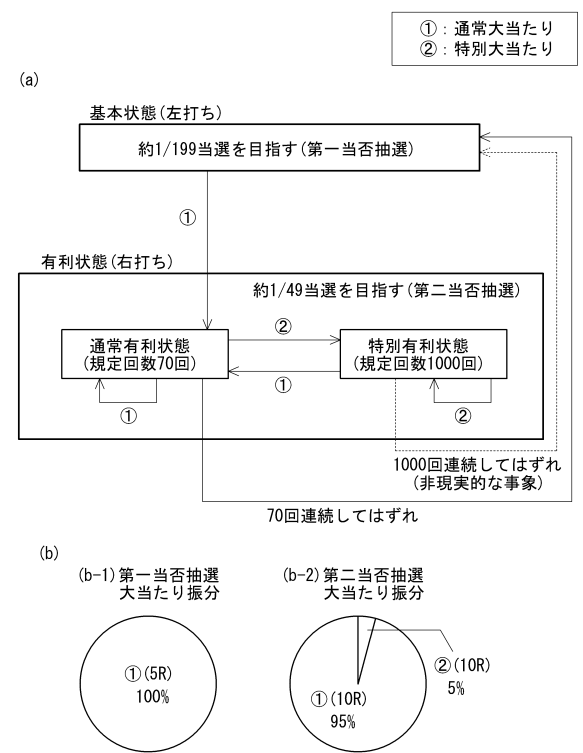 ①：通常大当たり
②：特別大当たり
(a)
基本状態(左打ち)
約1/199当選を目指す(第一当否抽選)
①
有利状態(右打ち)
約1/49当選を目指す(第二当否抽選)
通常有利状態
(規定回数70回)
②
特別有利状態
(規定回数1000回)
①
①
②
1000回連続してはずれ
(非現実的な事象)
70回連続してはずれ
(b)
(b-1)第一当否抽選
大当たり振分
(b-2)第二当否抽選
大当たり振分
①(5R)
100%
②(10R)
5%
①(10R)
95%